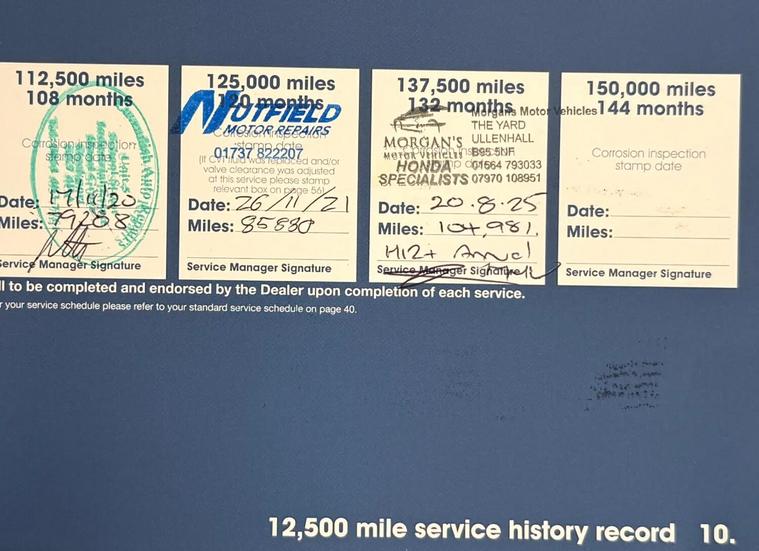 112,500 miles
108 months
Corrosion inspection
stamp date
Date: 17/11/20
Miles: 79208
Service Manager Signature
125,000 miles
120 months
NUTFIELD
MOTOR REPAIRS
Corrosion inspection
stamp date
01737 822207
(If CVT fluid was replaced and/or
valve clearance was adjusted
at this service please stamp
relevant box on page 56)
Date: 26/11/21
Miles: 85880
Service Manager Signature
137,500 miles
132 months
MORGAN'S
MOTOR VEHICLES
HONDA
SPECIALISTS
Morgans Motor Vehicles
THE YARD
ULLENHALL
B95 5NF
01564 793033
07970 108951
Date: 20.8.25
Miles: 104,981
Service Manager Signature
150,000 miles
144 months
Corrosion inspection
stamp date
Date:
Miles:
Service Manager Signature
ll to be completed and endorsed by the Dealer upon completion of each service.
r your service schedule please refer to your standard service schedule on page 40.
12,500 mile service history record 10.